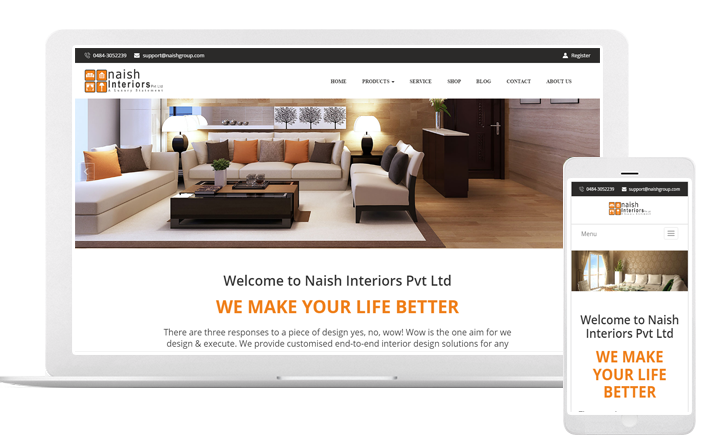 0484-3052239 support@naishgroup.com Register
naish
Interiors Pvt Ltd
A Luxury Statement
HOME PRODUCTS SERVICE SHOP BLOG CONTACT ABOUT US
Welcome to Naish Interiors Pvt Ltd
WE MAKE YOUR LIFE BETTER
There are three responses to a piece of design yes, no, wow! Wow is the one aim for we
design & execute. We provide customised end-to-end interior design solutions for any
0484-3052239 support@naishgroup.com
naish
Interiors
Menu
Welcome to Naish
Interiors Pvt Ltd
WE MAKE
YOUR LIFE
BETTER